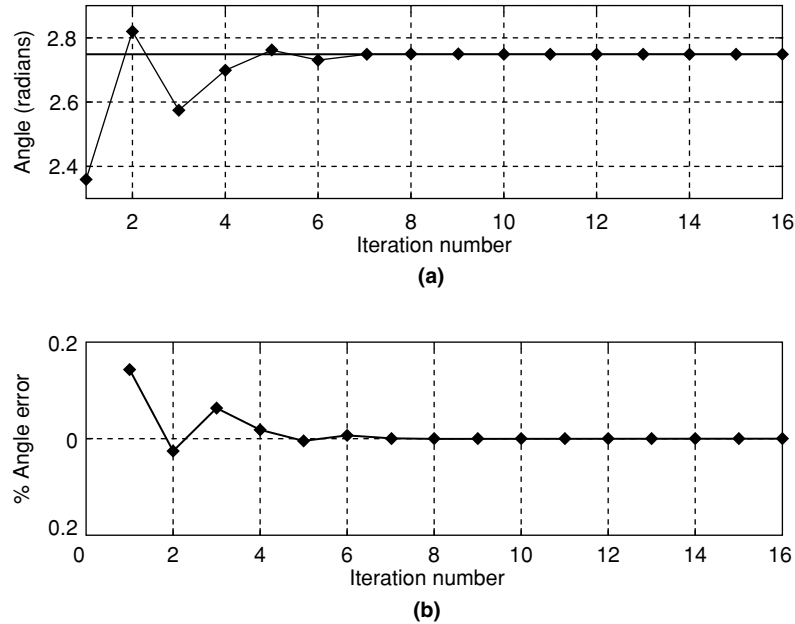 Angle (radians)
2.8
2.6
2.4
2 4 6 8 10 12 14 16
Iteration number
(a)
% Angle error
0.2
0
0.2
0 2 4 6 8 10 12 14 16
Iteration number
(b)